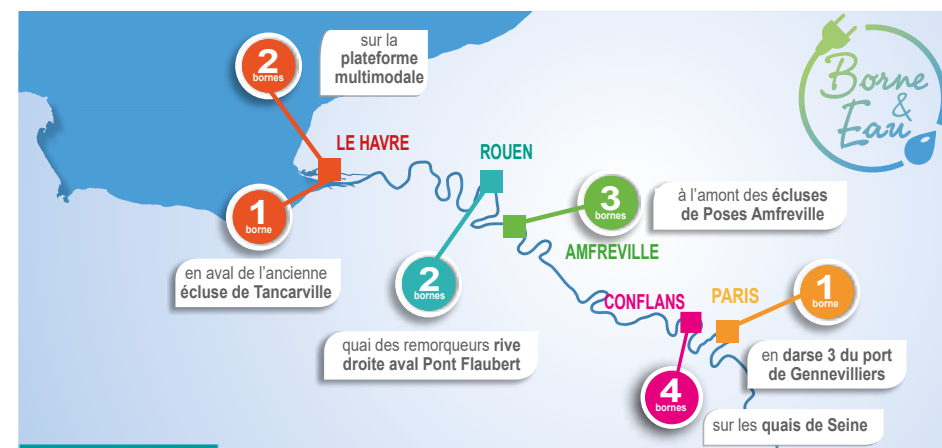 2
bornes
sur la
plateforme
multimodale
Borne
&
Eau
LE HAVRE
1
borne
en aval de l'ancienne
écluse de Tancarville
ROUEN
2
bornes
quai des remorqueurs rive
droite aval Pont Flaubert
3
bornes
à l'amont des écluses
de Poses Amfreville
AMFREVILLE
CONFLANS
4
bornes
sur les quais de Seine
PARIS
1
borne
en darse 3 du port
de Gennevilliers